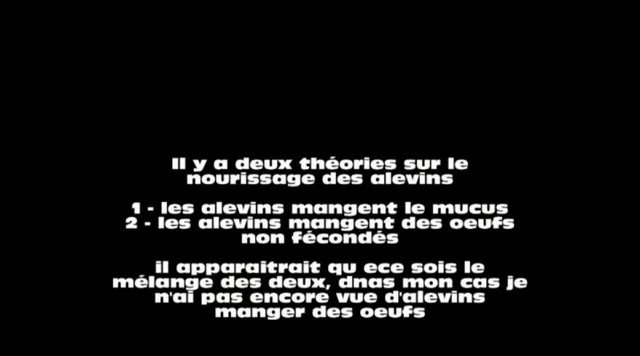 Il y a deux théories sur le
nourissage des alevins
1 - les alevins mangent le mucus
2 - les alevins mangent des oeufs
non fécondés
il apparaitrait qu ece sois le
mélange des deux, dnas mon cas je
n'ai pas encore vue d'alevins
manger des oeufs